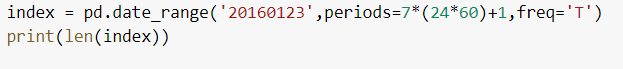 index = pd.date_range('20160123',periods=7*(24*60)+1,freq='T')
print(len(index))